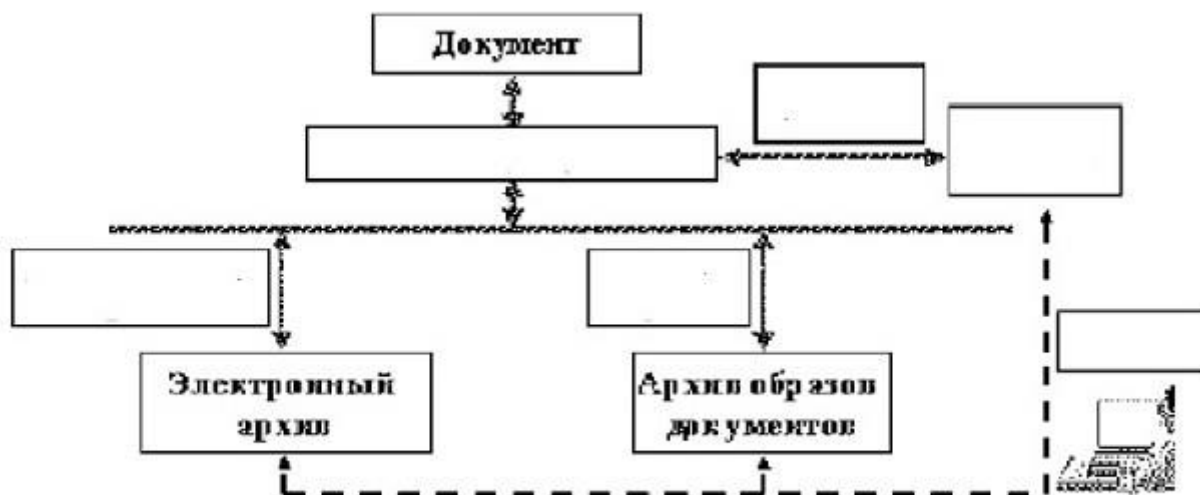 Документ
Электронный
архив
Архив образов
документов